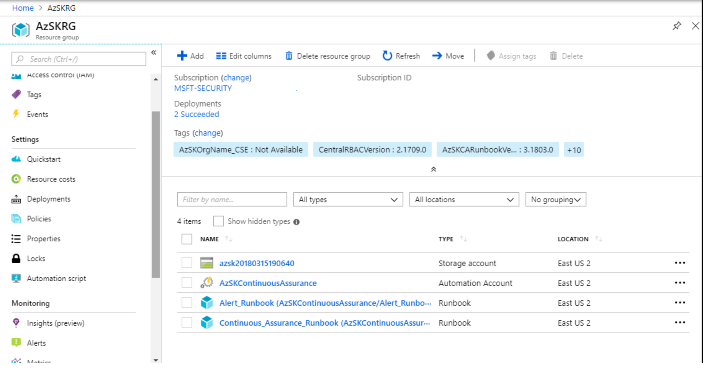 Home > AzSKRG
AzSKRG
Resource group
Search (Ctrl+/)
Access control (IAM)
Tags
Events
Settings
Quickstart
Resource costs
Deployments
Policies
Properties
Locks
Automation script
Monitoring
Insights (preview)
Alerts
Metrics
Add Edit columns Delete resource group Refresh Move Assign tags Delete
Subscription (change) Subscription ID
MSFT-SECURITY
Deployments
2 Succeeded
Tags (change)
AzSKOrgName_CSE : Not Available CentralRBACVersion : 2.1709.0 AzSKCARunbookVe... : 3.1803.0 +10
Filter by name... All types All locations No grouping
4 items Show hidden types
NAME TYPE LOCATION
azsk20180315190640 Storage account East US 2 •••
AzSKContinuousAssurance Automation Account East US 2 •••
Alert_Runbook (AzSKContinuousAssurance/Alert_Runbo... Runbook East US 2 •••
Continuous_Assurance_Runbook (AzSKContinuousAssur... Runbook East US 2 •••